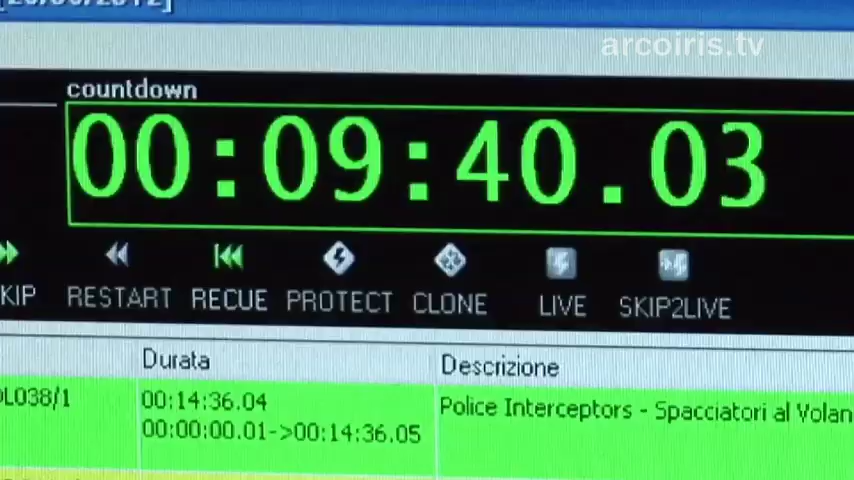 arcoiris.tv
countdown
00:09:40.03
KIP RESTART RECUE PROTECT CLONE LIVE SKIP2LIVE
Durata Descrizione
L038/1 00:14:36.04 Police Interceptors - Spacciatori al Volan
00:00:00.01->00:14:36.05